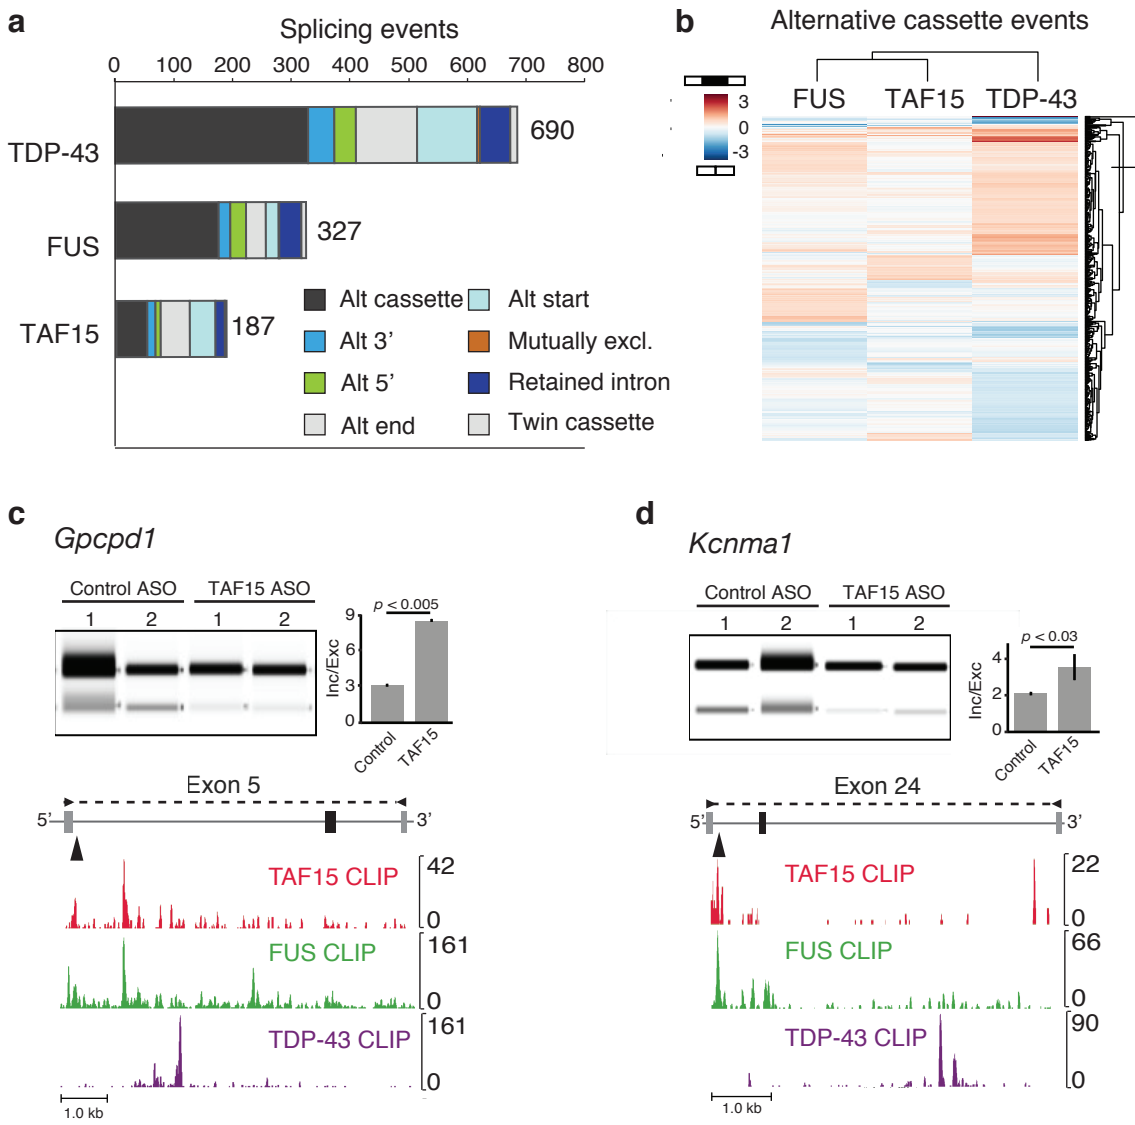 a
Splicing events
0 100 200 300 400 500 600 700 800
TDP-43
690
FUS
327
TAF15
187
Alt cassette
Alt start
Alt 3'
Mutually excl.
Alt 5'
Retained intron
Alt end
Twin cassette
b
Alternative cassette events
FUS TAF15 TDP-43
3
0
-3
c
Gpcpd1
Control ASO TAF15 ASO
1 2 1 2
p < 0.005
9
6
3
0
Inc/Exc
Control
TAF15
Exon 5
5' 3'
TAF15 CLIP
42
0
FUS CLIP
161
0
TDP-43 CLIP
161
0
1.0 kb
d
Kcnma1
Control ASO TAF15 ASO
1 2 1 2
p < 0.03
4
2
0
Inc/Exc
Control
TAF15
Exon 24
5' 3'
TAF15 CLIP
22
0
FUS CLIP
66
0
TDP-43 CLIP
90
0
1.0 kb